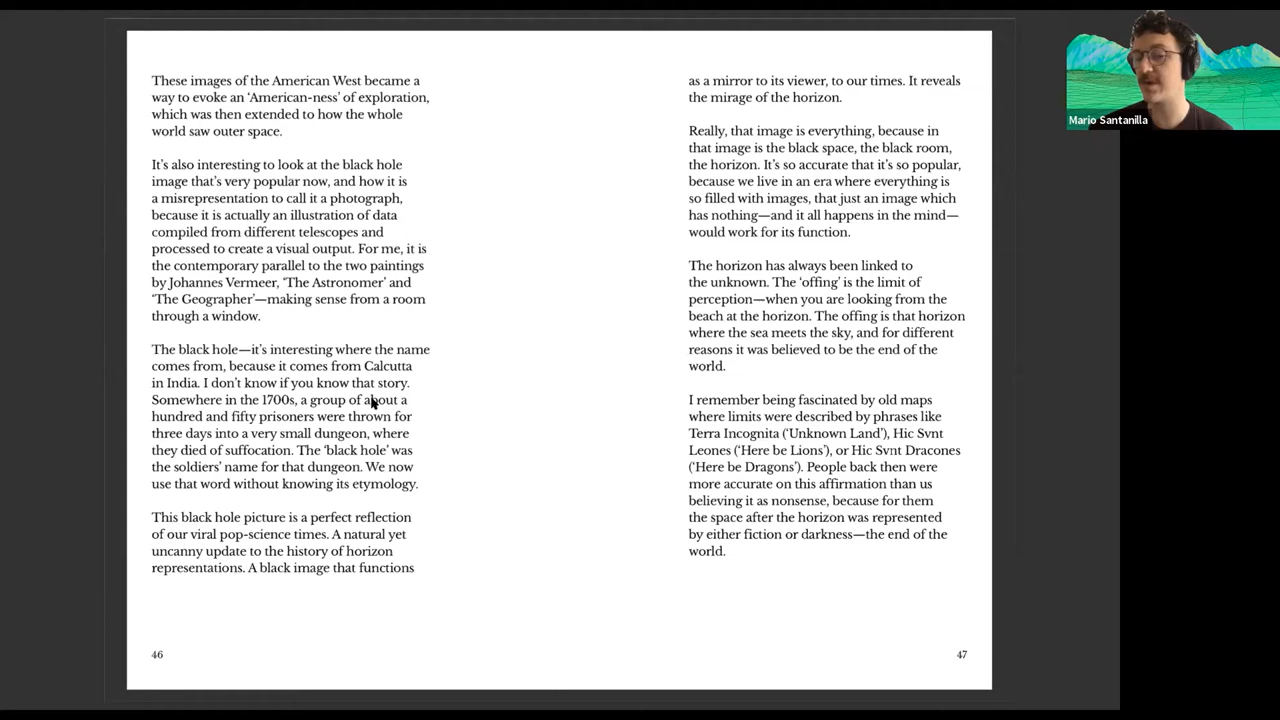 These images of the American West became a
way to evoke an ‘American-ness’ of exploration,
which was then extended to how the whole
world saw outer space.
It’s also interesting to look at the black hole
image that’s very popular now, and how it is
a misrepresentation to call it a photograph,
because it is actually an illustration of data
compiled from different telescopes and
processed to create a visual output. For me, it is
the contemporary parallel to the two paintings
by Johannes Vermeer, ‘The Astronomer’ and
‘The Geographer’—making sense from a room
through a window.
The black hole—it’s interesting where the name
comes from, because it comes from Calcutta
in India. I don’t know if you know that story.
Somewhere in the 1700s, a group of about a
hundred and fifty prisoners were thrown for
three days into a very small dungeon, where
they died of suffocation. The ‘black hole’ was
the soldiers’ name for that dungeon. We now
use that word without knowing its etymology.
This black hole picture is a perfect reflection
of our viral pop-science times. A natural yet
uncanny update to the history of horizon
representations. A black image that functions
46
as a mirror to its viewer, to our times. It reveals
the mirage of the horizon.
Really, that image is everything, because in
that image is the black space, the black room,
the horizon. It’s so accurate that it’s so popular,
because we live in an era where everything is
so filled with images, that just an image which
has nothing—and it all happens in the mind—
would work for its function.
The horizon has always been linked to
the unknown. The ‘offing’ is the limit of
perception—when you are looking from the
beach at the horizon. The offing is that horizon
where the sea meets the sky, and for different
reasons it was believed to be the end of the
world.
I remember being fascinated by old maps
where limits were described by phrases like
Terra Incognita (‘Unknown Land’), Hic Svnt
Leones (‘Here be Lions’), or Hic Svnt Dracones
(‘Here be Dragons’). People back then were
more accurate on this affirmation than us
believing it as nonsense, because for them
the space after the horizon was represented
by either fiction or darkness—the end of the
world.
47
Mario Santanilla